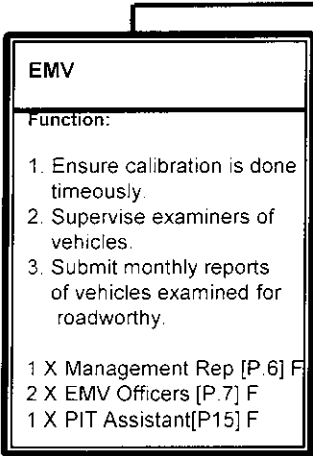 EMV
Function:
1. Ensure calibration is done
timeously.
2. Supervise examiners of
vehicles.
3. Submit monthly reports
of vehicles examined for
roadworthy.
1 X Management Rep [P.6] F
2 X EMV Officers [P.7] F
1 X PIT Assistant[P15] F